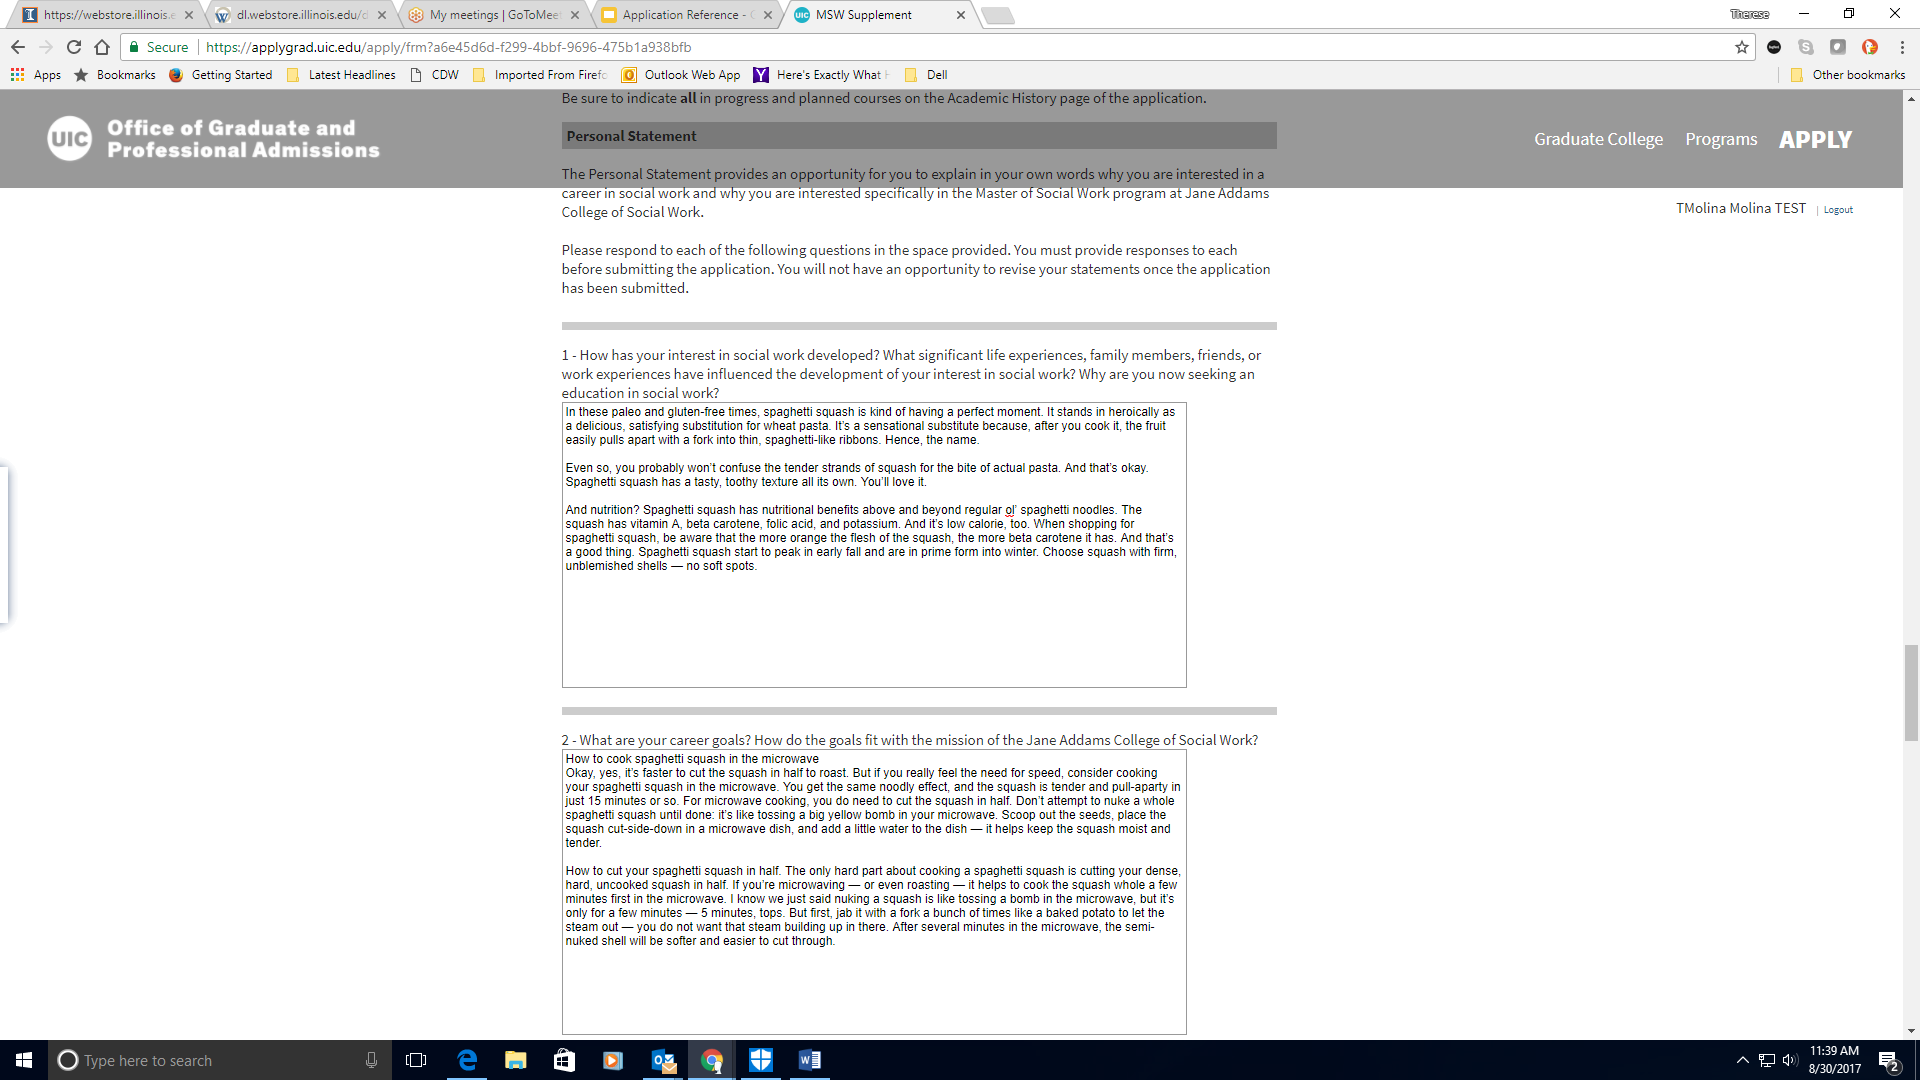 https://webstore.illinois.e
dl.webstore.illinois.edu/d
My meetings | GoToMee
Application Reference -
MSW Supplement
Therese
Secure
https://applygrad.uic.edu/apply/frm?a6e45d6d-f299-4bbf-9696-475b1a938bfb
Apps
Bookmarks
Getting Started
Latest Headlines
CDW
Imported From Firefo
Outlook Web App
Here's Exactly What H
Dell
Other bookmarks
Be sure to indicate all in progress and planned courses on the Academic History page of the application.
UIC
Office of Graduate and
Professional Admissions
Personal Statement
Graduate College
Programs
APPLY
The Personal Statement provides an opportunity for you to explain in your own words why you are interested in a
career in social work and why you are interested specifically in the Master of Social Work program at Jane Addams
College of Social Work.
TMolina Molina TEST | Logout
Please respond to each of the following questions in the space provided. You must provide responses to each
before submitting the application. You will not have an opportunity to revise your statements once the application
has been submitted.
1 - How has your interest in social work developed? What significant life experiences, family members, friends, or
work experiences have influenced the development of your interest in social work? Why are you now seeking an
education in social work?
In these paleo and gluten-free times, spaghetti squash is kind of having a perfect moment. It stands in heroically as
a delicious, satisfying substitution for wheat pasta. It's a sensational substitute because, after you cook it, the fruit
easily pulls apart with a fork into thin, spaghetti-like ribbons. Hence, the name.
Even so, you probably won't confuse the tender strands of squash for the bite of actual pasta. And that's okay.
Spaghetti squash has a tasty, toothy texture all its own. You'll love it.
And nutrition? Spaghetti squash has nutritional benefits above and beyond regular ol' spaghetti noodles. The
squash has vitamin A, beta carotene, folic acid, and potassium. And it's low calorie, too. When shopping for
spaghetti squash, be aware that the more orange the flesh of the squash, the more beta carotene it has. And that's
a good thing. Spaghetti squash start to peak in early fall and are in prime form into winter. Choose squash with firm,
unblemished shells — no soft spots.
2 - What are your career goals? How do the goals fit with the mission of the Jane Addams College of Social Work?
How to cook spaghetti squash in the microwave
Okay, yes, it's faster to cut the squash in half to roast. But if you really feel the need for speed, consider cooking
your spaghetti squash in the microwave. You get the same noodly effect, and the squash is tender and pull-aparty in
just 15 minutes or so. For microwave cooking, you do need to cut the squash in half. Don't attempt to nuke a whole
spaghetti squash until done: it's like tossing a big yellow bomb in your microwave. Scoop out the seeds, place the
squash cut-side-down in a microwave dish, and add a little water to the dish — it helps keep the squash moist and
tender.
How to cut your spaghetti squash in half. The only hard part about cooking a spaghetti squash is cutting your dense,
hard, uncooked squash in half. If you're microwaving — or even roasting — it helps to cook the squash whole a few
minutes first in the microwave. I know we just said nuking a squash is like tossing a bomb in the microwave, but it's
only for a few minutes — 5 minutes, tops. But first, jab it with a fork a bunch of times like a baked potato to let the
steam out — you do not want that steam building up in there. After several minutes in the microwave, the semi-
nuked shell will be softer and easier to cut through.
Type here to search
11:39 AM
8/30/2017
2